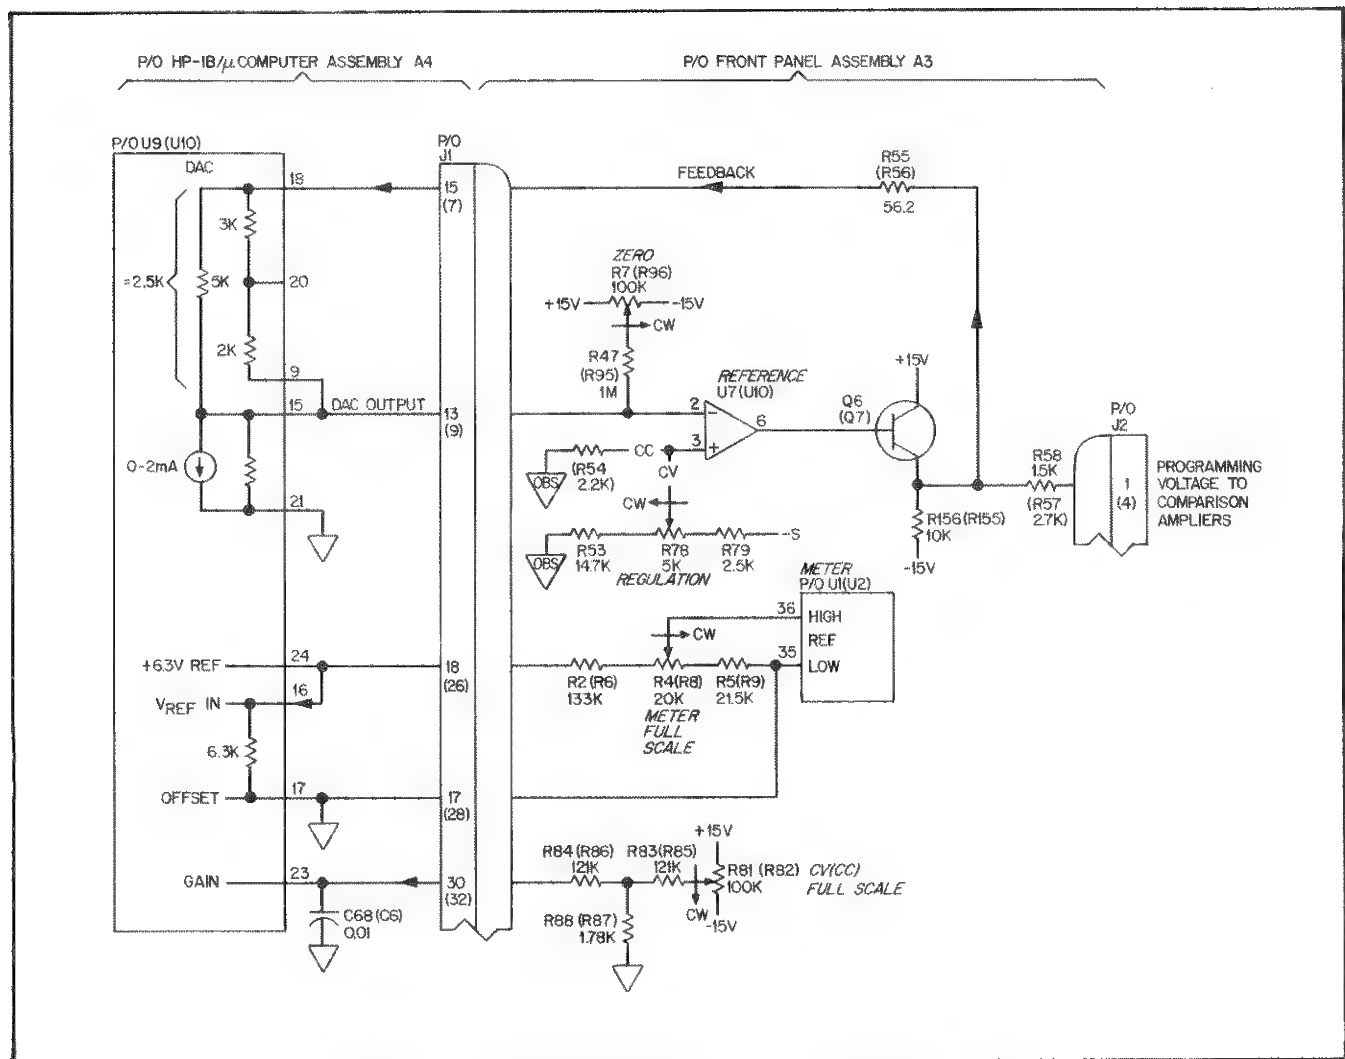 P/O HP-IB/μCOMPUTER ASSEMBLY A4
P/O FRONT PANEL ASSEMBLY A3
P/O U9(U10)
DAC
18
P/O
J1
15
(7)
FEEDBACK
R55
(R56)
56.2
3K
=2.5K
5K
20
2K
9
15
DAC OUTPUT
13
(9)
0-2mA
21
ZERO
R7(R96)
100K
+15V
-15V
CW
R47
(R95)
1M
REFERENCE
U7(U10)
2
-
3
+
6
Q6
(Q7)
+15V
CC
(R54
2.2K)
OBS
CV
CW
OBS
R53
14.7K
R78
5K
R79
2.5K
-S
REGULATION
R156(R155)
10K
-15V
R58
1.5K
(R57
2.7K)
P/O
J2
1
(4)
PROGRAMMING
VOLTAGE TO
COMPARISON
AMPLIERS
METER
P/O U1(U2)
36
HIGH
REF
35
LOW
+6.3V REF
24
18
(26)
R2(R6)
133K
CW
R4(R8)
20K
METER
FULL
SCALE
R5(R9)
21.5K
VREF IN
16
6.3K
OFFSET
17
17
(28)
GAIN
23
30
(32)
C68(C6)
0.01
R84(R86)
121K
R83(R85)
121K
R88(R87)
1.78K
+15V
R81(R82)
100K
CV(CC)
FULL SCALE
CW
-15V